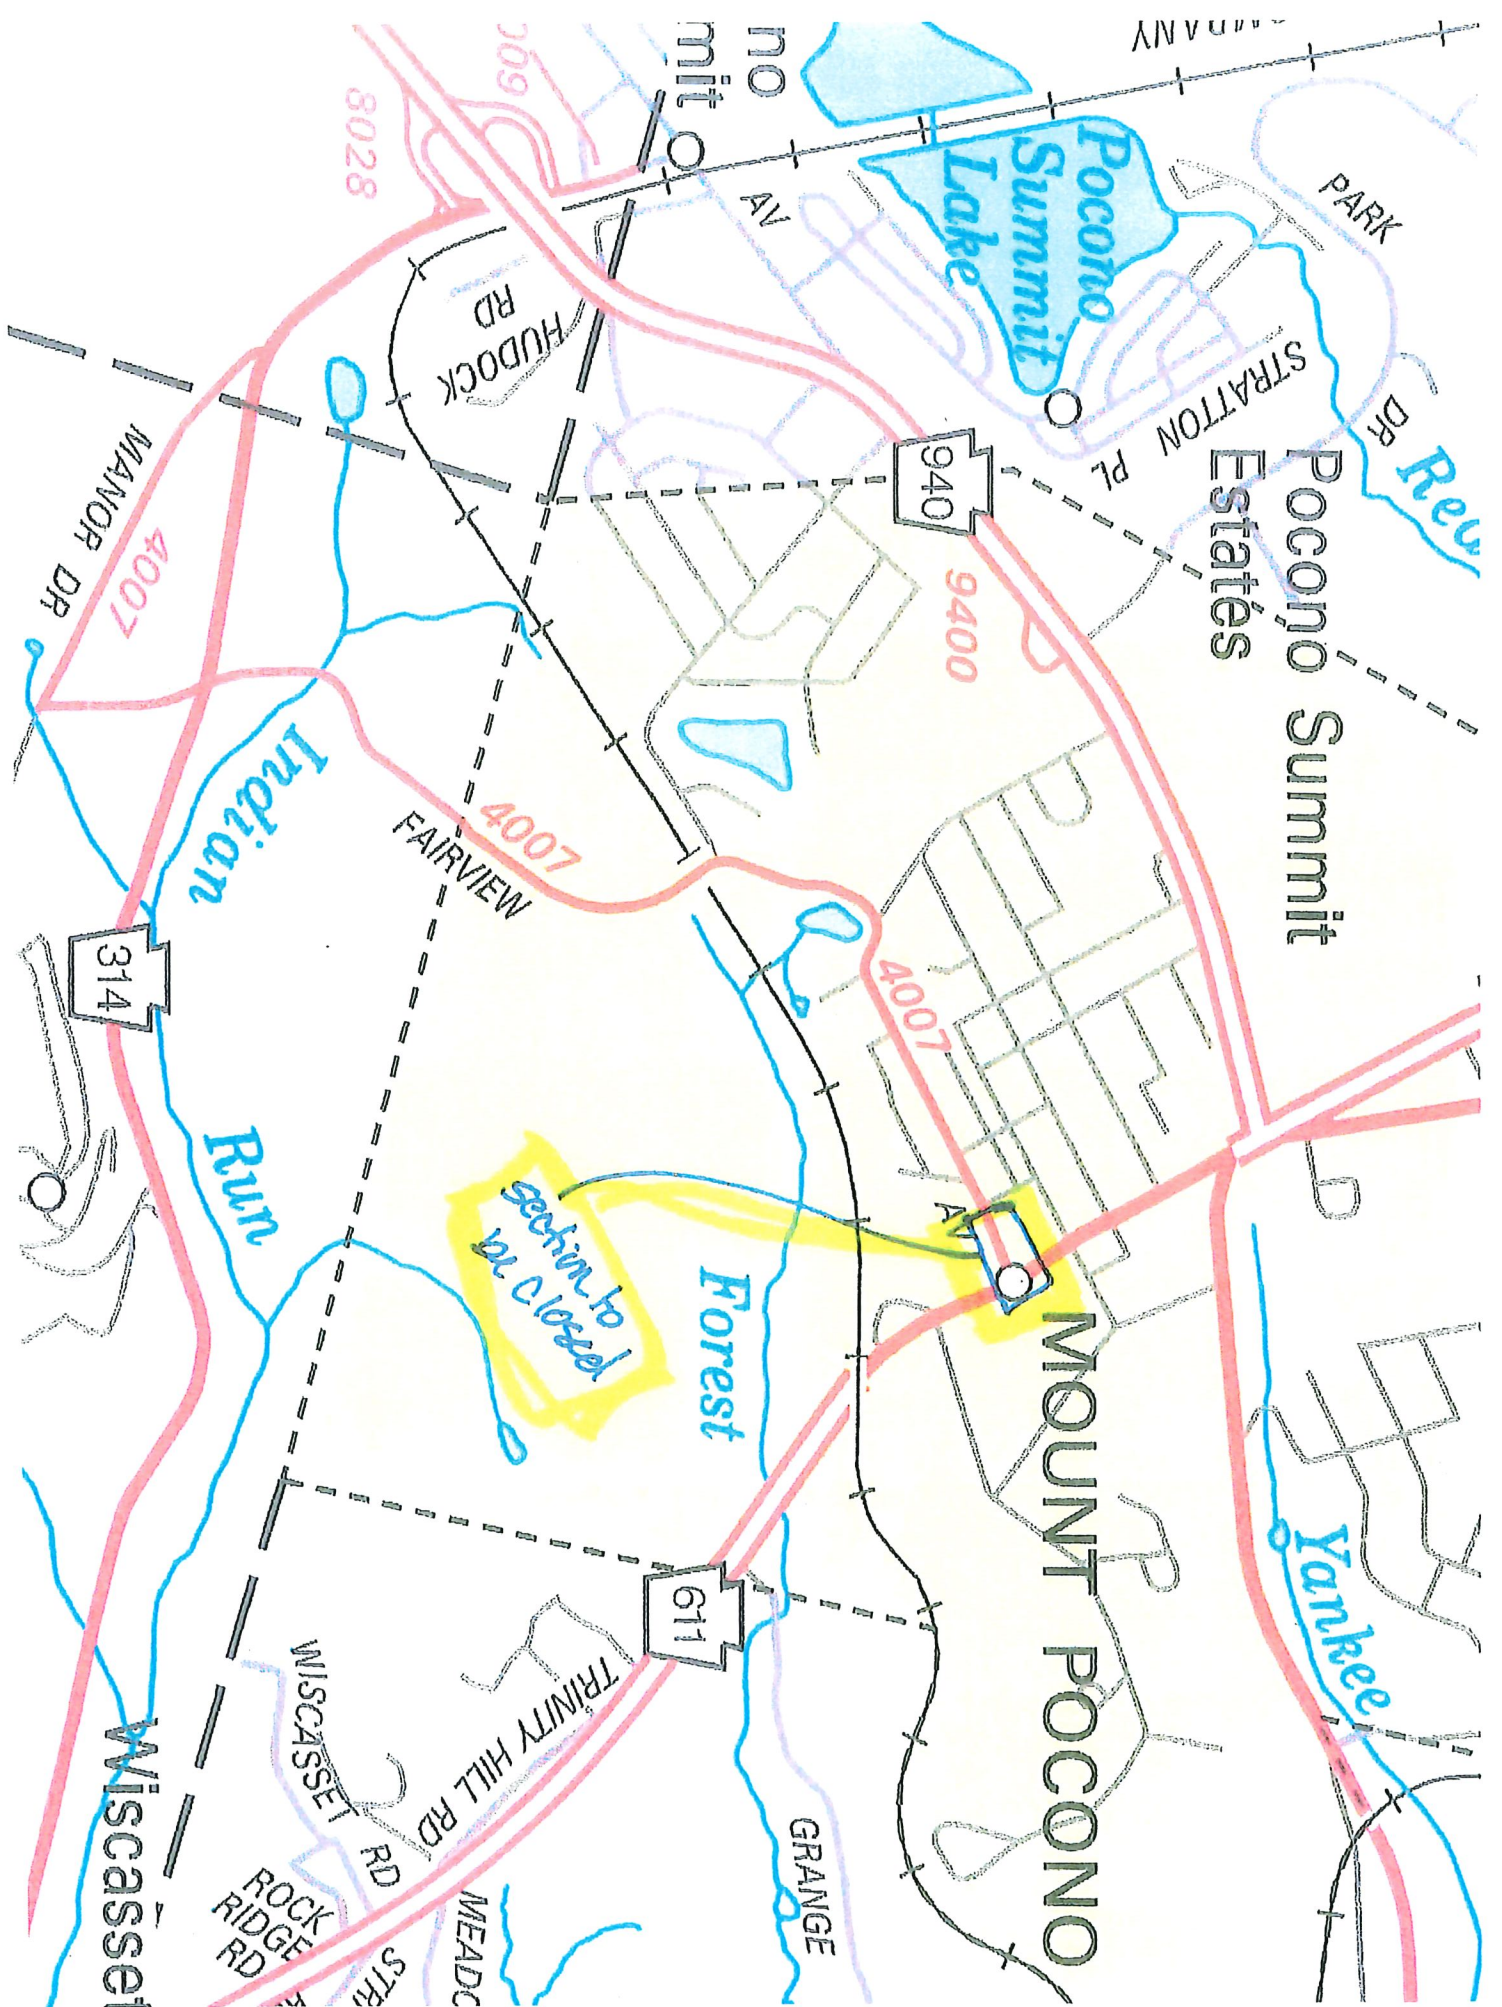 Pocono
Summit
Lake
PARK
DR
STRATTON PL
AV
HUDOCK
RD
8028
940
9400
Pocono Summit
Estates
MANOR DR
4007
Indian
Run
4007
FAIRVIEW
4007
AV
314
section to
be closed
Forest
MOUNT POCONO
Yankee
611
TRINITY HILL RD
WISCASSET RD
ROCK
RIDGE
RD
GRANGE
Wiscasset